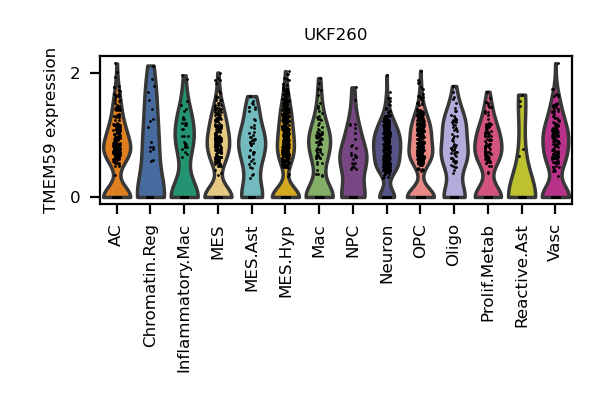 UKF260
TMEM59 expression
2
0
AC
Chromatin.Reg
Inflammatory.Mac
MES
MES.Ast
MES.Hyp
Mac
NPC
Neuron
OPC
Oligo
Prolif.Metab
Reactive.Ast
Vasc